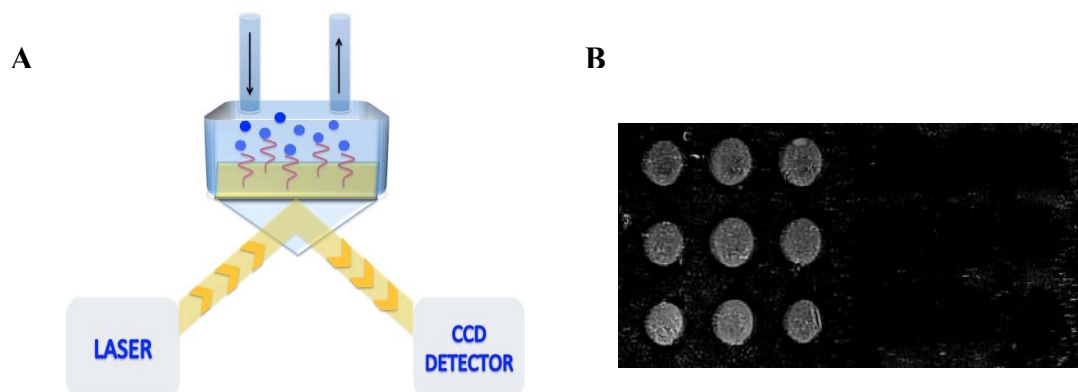 A
B
LASER
CCD
DETECTOR